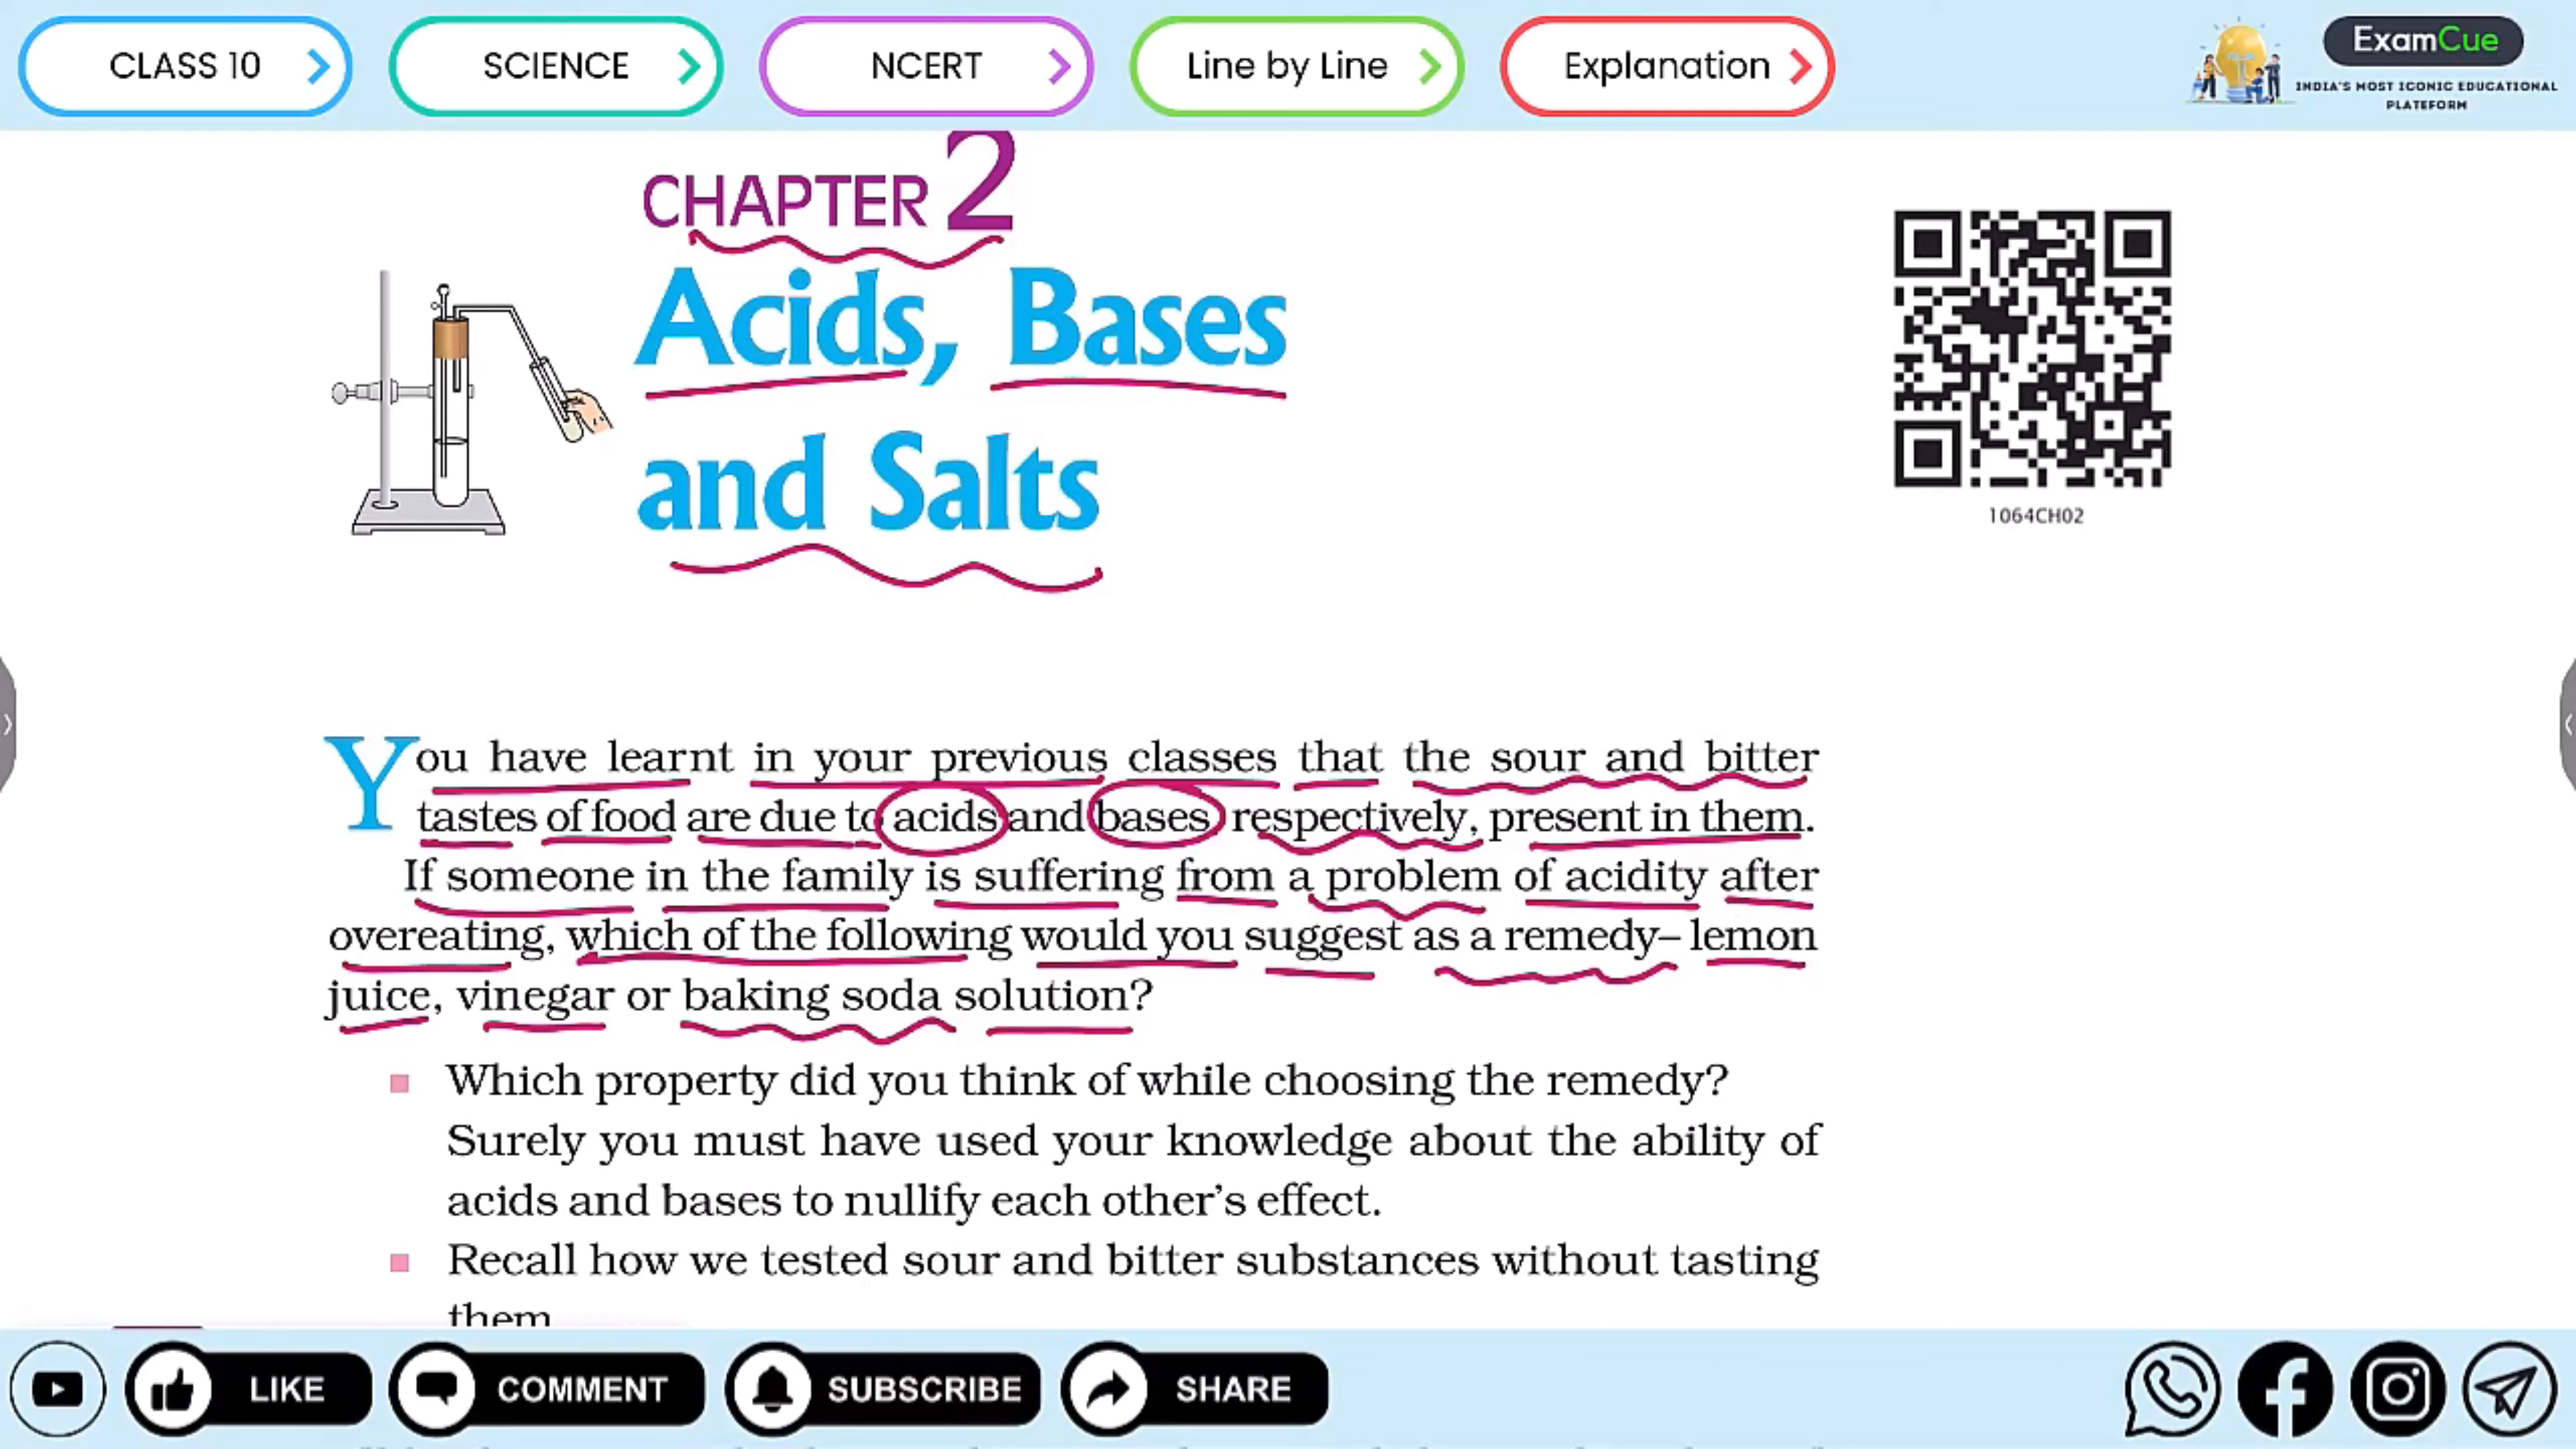 CLASS 10
SCIENCE
NCERT
Line by Line
Explanation
ExamCue
INDIA'S MOST ICONIC EDUCATIONAL
PLATEFORM
CHAPTER 2
Acids, Bases
and Salts
1064CH02
You have learnt in your previous classes that the sour and bitter
tastes of food are due to acids and bases respectively, present in them.
If someone in the family is suffering from a problem of acidity after
overeating, which of the following would you suggest as a remedy– lemon
juice, vinegar or baking soda solution?
Which property did you think of while choosing the remedy?
Surely you must have used your knowledge about the ability of
acids and bases to nullify each other's effect.
Recall how we tested sour and bitter substances without tasting
them
LIKE
COMMENT
SUBSCRIBE
SHARE